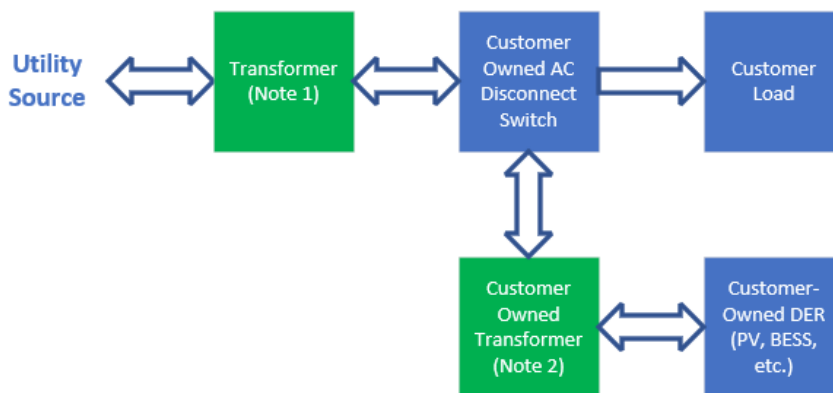 Utility
Source
Transformer
(Note 1)
Customer
Owned AC
Disconnect
Switch
Customer
Load
Customer
Owned
Transformer
(Note 2)
Customer-
Owned DER
(PV, BESS,
etc.)